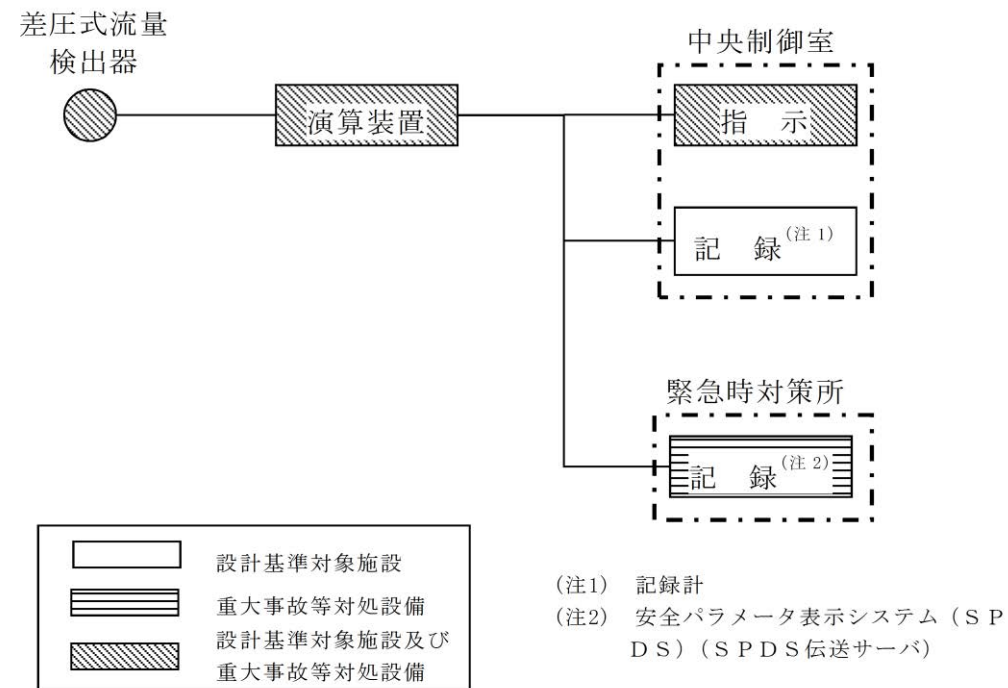 差圧式流量
検出器
演算装置
中央制御室
指　示
記　録(注 1)
緊急時対策所
記　録(注 2)
設計基準対象施設
重大事故等対処設備
設計基準対象施設及び
重大事故等対処設備
(注1)　記録計
(注2)　安全パラメータ表示システム（ＳＰ
ＤＳ）（ＳＰＤＳ伝送サーバ）